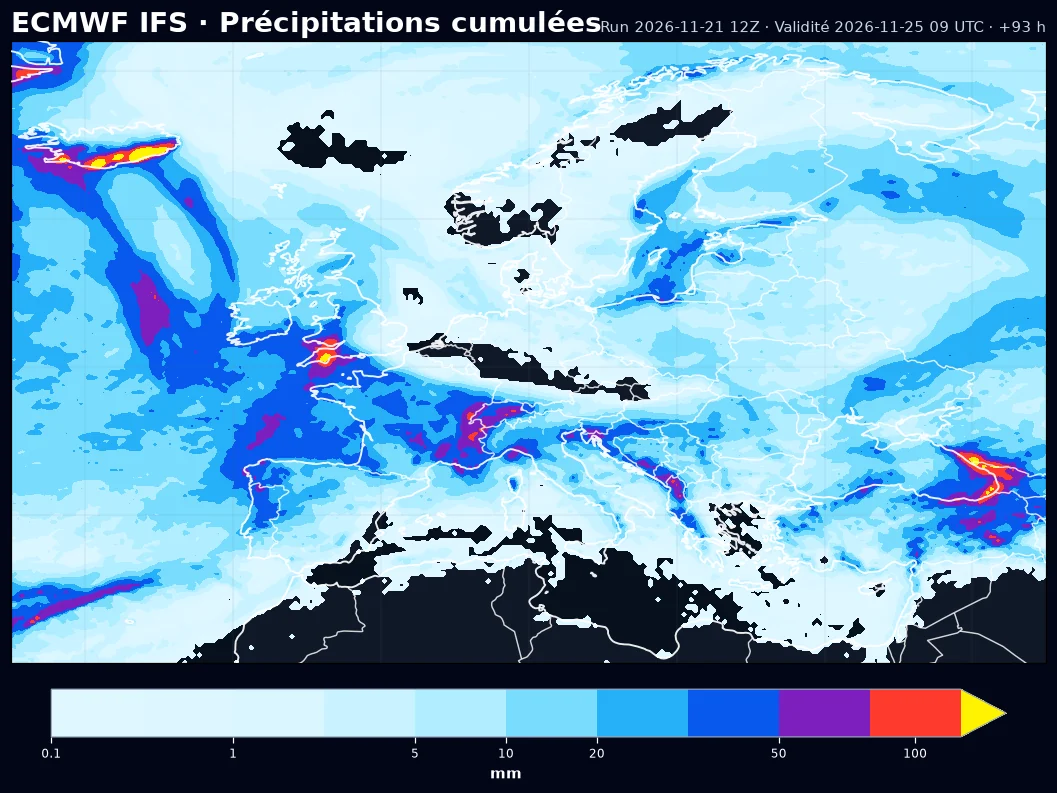 ECMWF IFS · Précipitations cumulées
Run 2026-11-21 12Z · Validité 2026-11-25 09 UTC · +93 h
0.1 1 5 10 20 50 100
mm